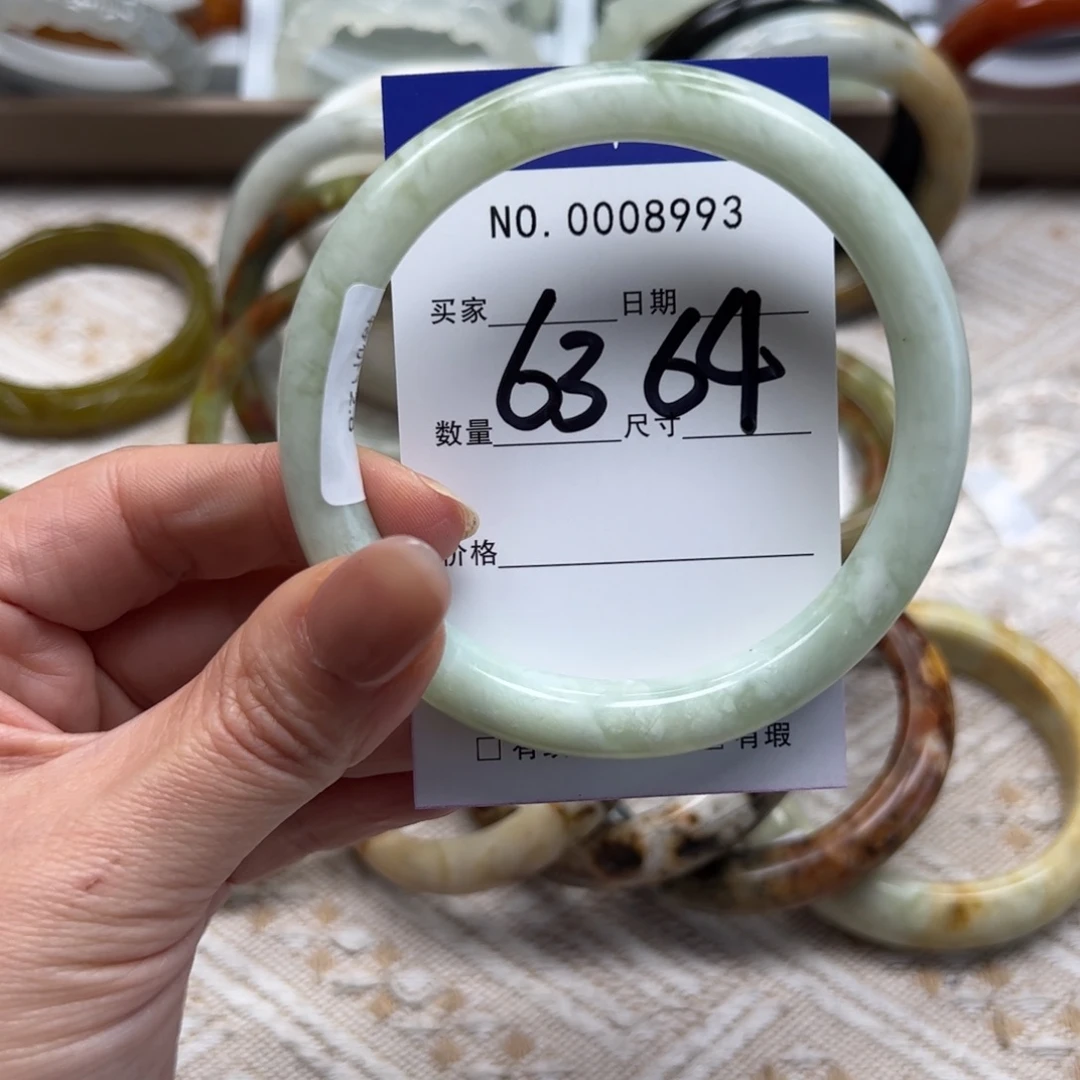 NO. 0008993
买家 日期
63 64
数量 尺寸
价格
有瑕